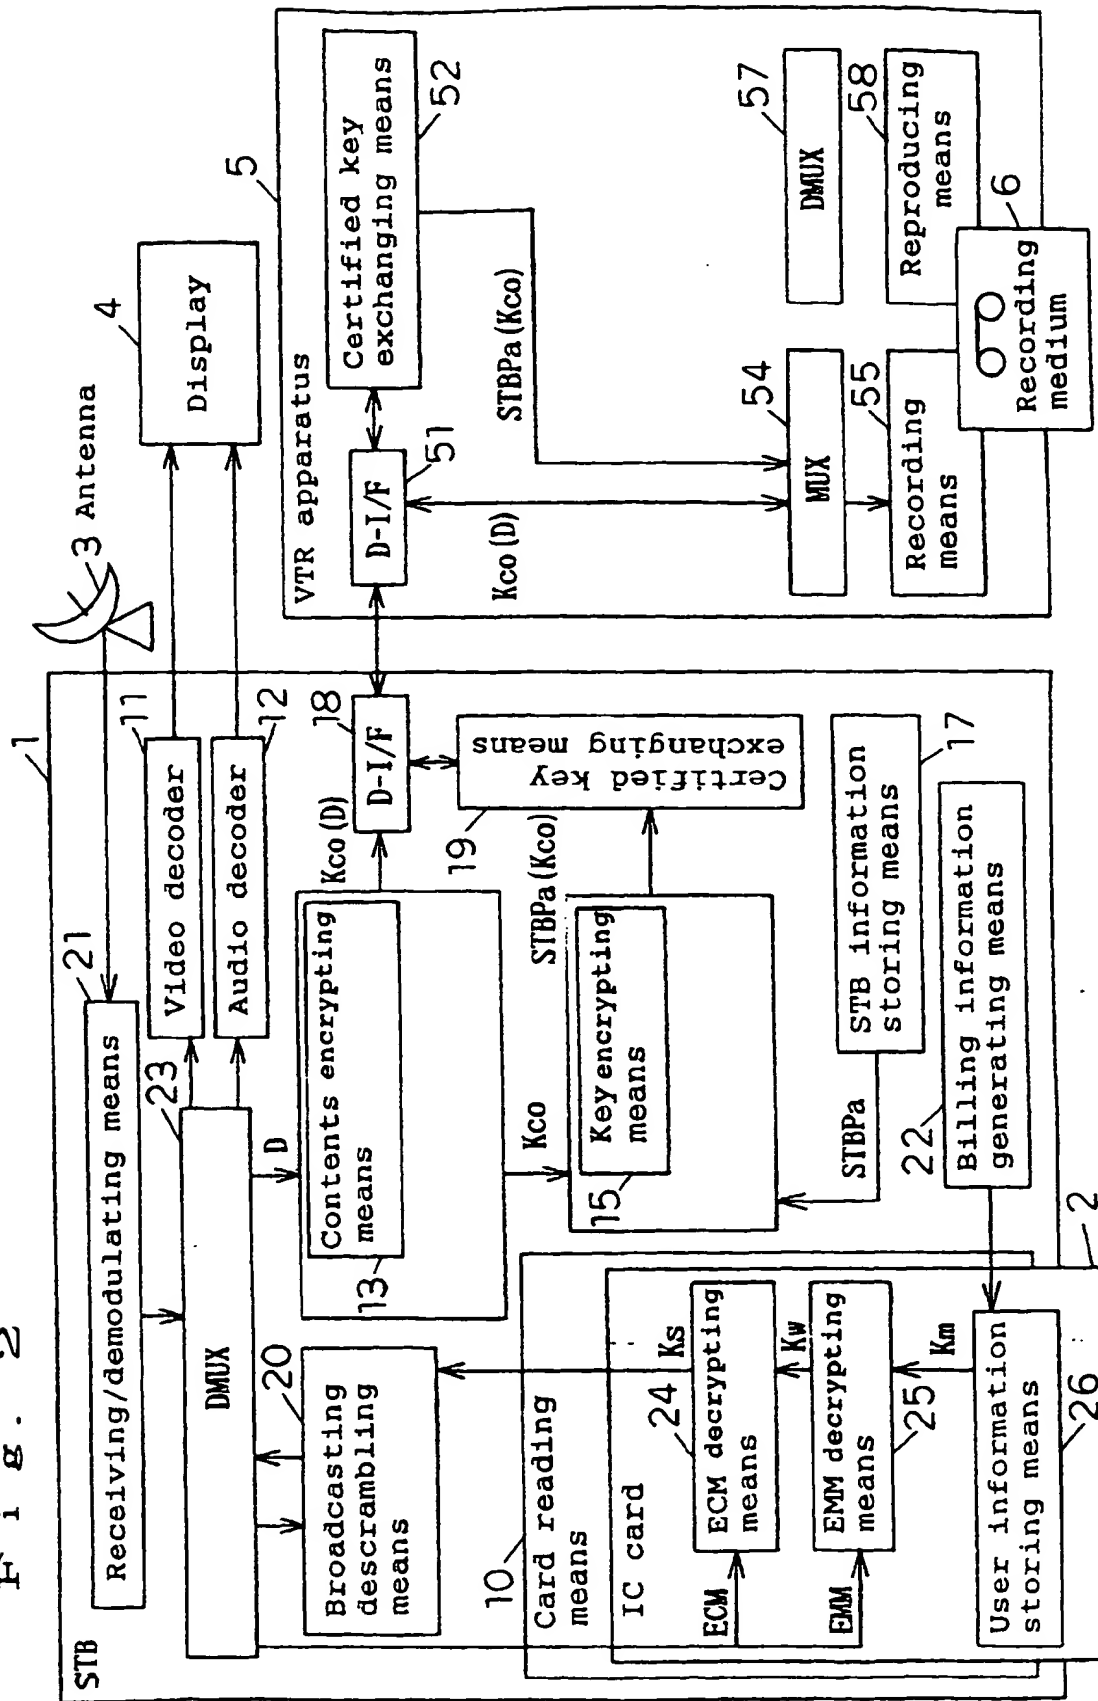 Fig. 2
STB
1
Receiving/demodulating means
21
3 Antenna
DMUX
23
Video decoder
11
Audio decoder
12
4
Display
Broadcasting
descrambling
means
20
D
Contents encrypting
means
13
Kco(D)
18
D-I/F
Kco
Key encrypting
means
15
STBPa(Kco)
19
Certified key
exchanging means
STBPa
STB information
storing means
17
22
Billing information
generating means
10
Card reading
means
IC card
2
ECM
Ks
24
ECM decrypting
means
Kw
EMM
EMM decrypting
means
25
Km
User information
storing means
26
5
VTR apparatus
D-I/F
51
Certified key
exchanging means
52
Kco(D)
STBPa(Kco)
54
MUX
57
DMUX
55
Recording
means
58
Reproducing
means
6
Recording
medium